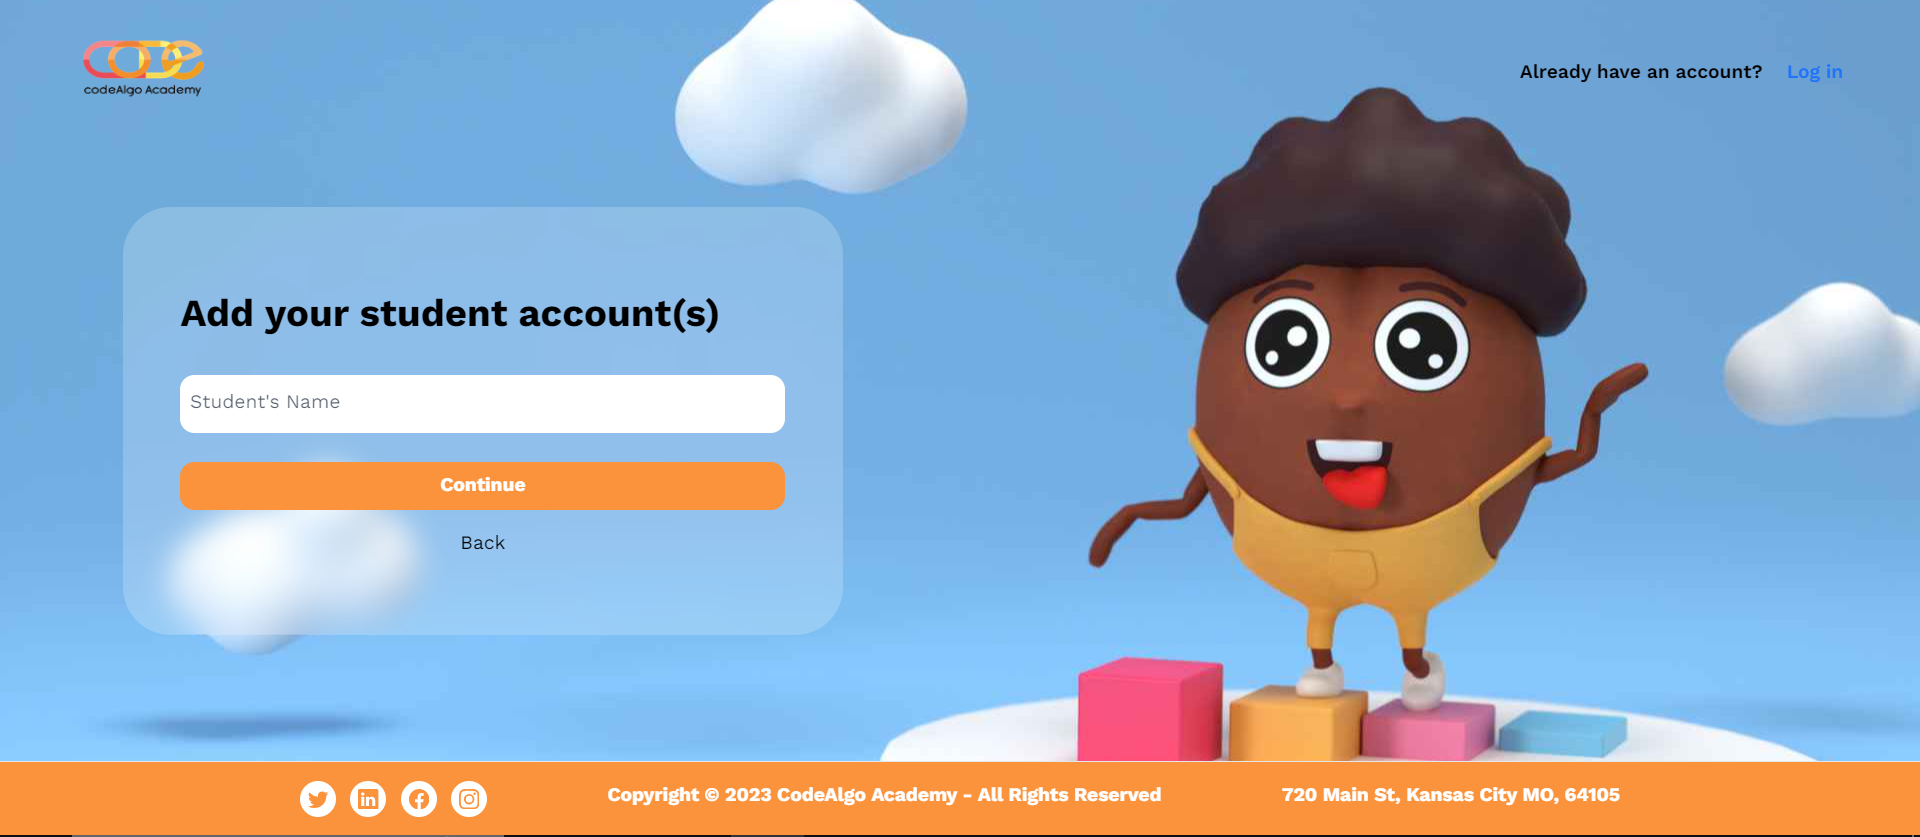 code
codeAlgo Academy
Already have an account? Log in
Add your student account(s)
Student's Name
Continue
Back
Copyright © 2023 CodeAlgo Academy - All Rights Reserved
720 Main St, Kansas City MO, 64105